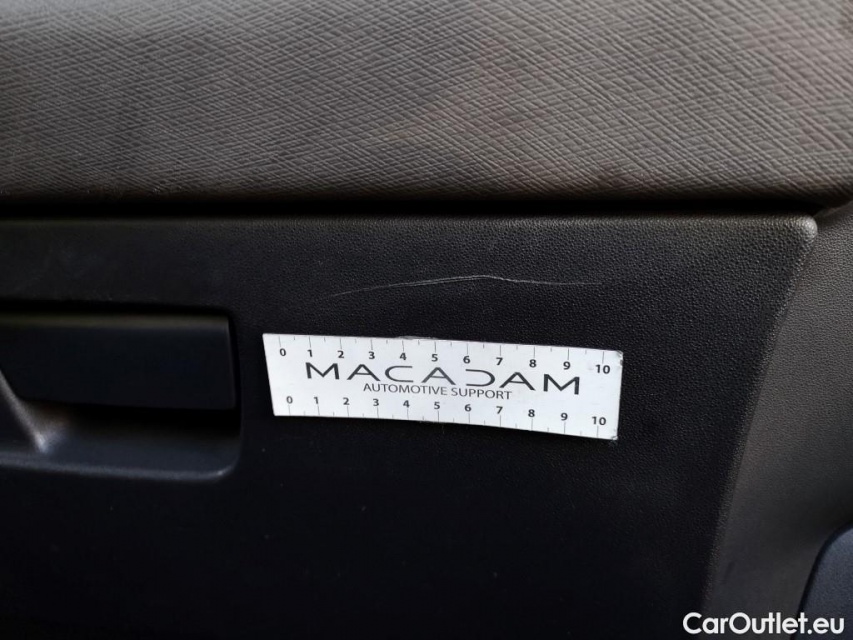 0 1 2 3 4 5 6 7 8 9 10
MACADAM
AUTOMOTIVE SUPPORT
0 1 2 3 4 5 6 7 8 9 10
CarOutlet.eu